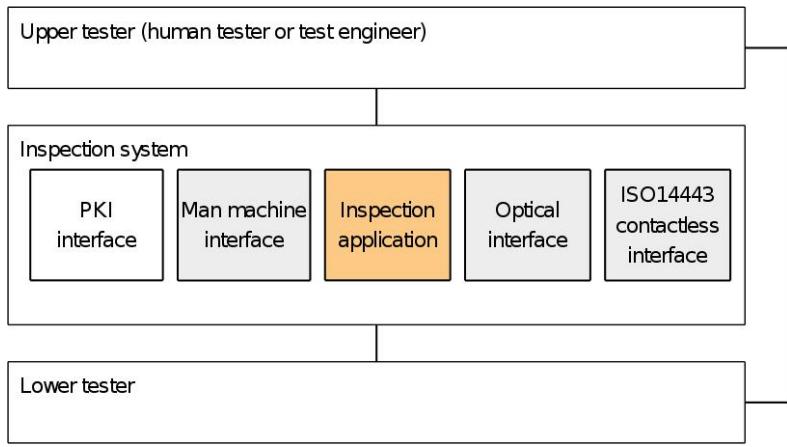 Upper tester (human tester or test engineer)
Inspection system
PKI
interface
Man machine
interface
Inspection
application
Optical
interface
ISO14443
contactless
interface
Lower tester